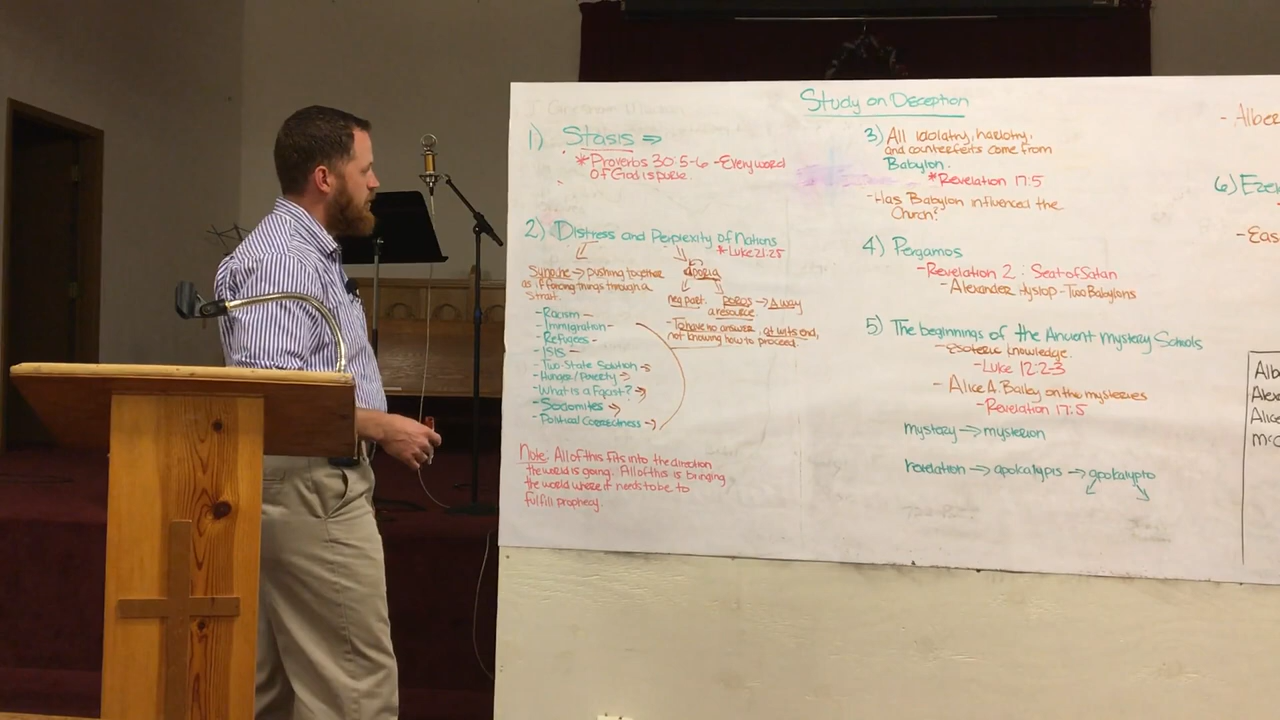 Study on Deception
1) Stasis ⇒
*Proverbs 30:5-6 -Every word
of God is pure.
2) Distress and Perplexity of Nations
*Luke 21:25
Synoche → pushting together
as if forcing things through a
Strait.
aporia
neg part. poros → A way
a resource.
-To have no answer, at wits end,
not knowing how to proceed.
-Racism-
-Immigration-
-Refugees-
-ISIS-
-Two State Solution→
-Hunger/Poverty→
-What is a Facist?→
-Sodomites→
-Political Correctness→
Note: All of this fits into the direction
the world is going. All of this is bringing
the world where it needs to be to
fulfill prophecy.
3) All idolatry, harlotry,
and counterfeits come from
Babylon.
*Revelation 17:5
-Has Babylon influenced the
Church?
4) Pergamos
-Revelation 2: Seat of Satan
-Alexander Hyslop-Two Babylons
5) The beginnings of the Ancient mystery Schools
-Esoteric knowledge.
-Luke 12:2-3
-Alice A. Bailey on the mysteries
-Revelation 17:5
mystery→mysterion
revelation→apokalypis→apokalypto
6) Ezek
-Eas
Alb
Alex
Alice